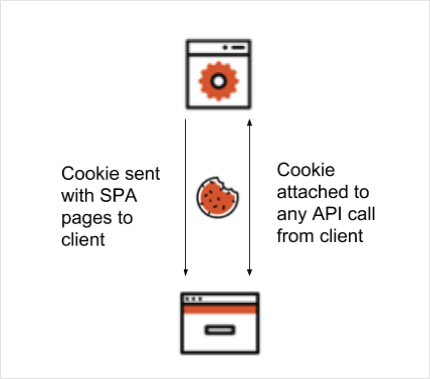 Cookie sent
with SPA
pages to
client
Cookie
attached to
any API call
from client